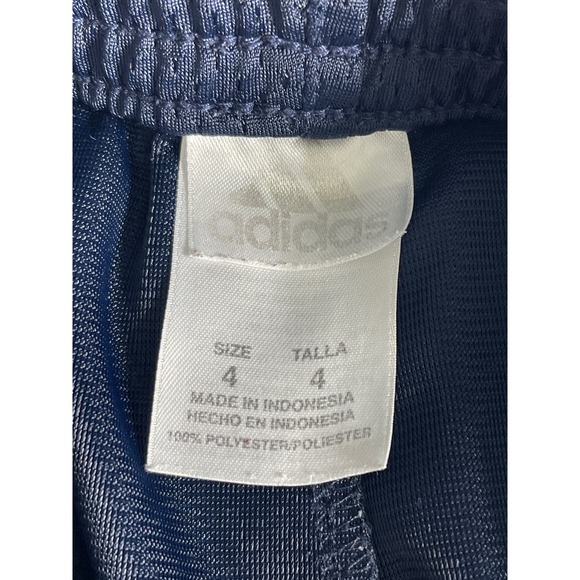 adidas
SIZE TALLA
4 4
MADE IN INDONESIA
HECHO EN INDONESIA
100% POLYESTER/POLIESTER